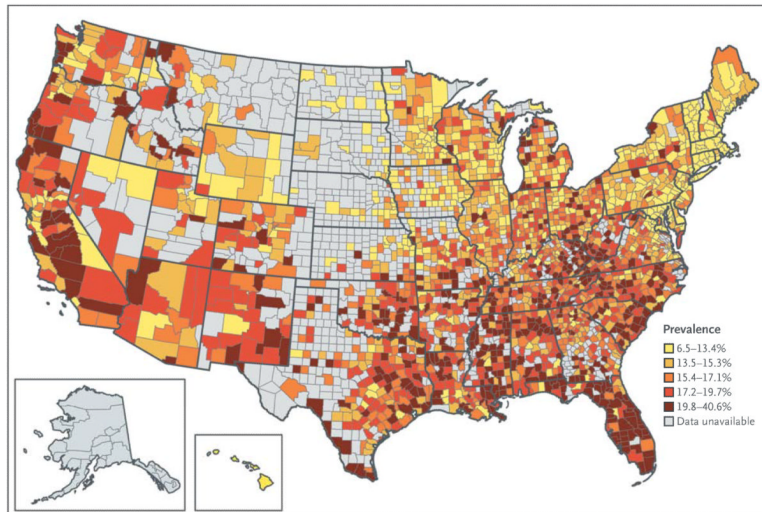 Prevalence
6.5–13.4%
13.5–15.3%
15.4–17.1%
17.2–19.7%
19.8–40.6%
Data unavailable